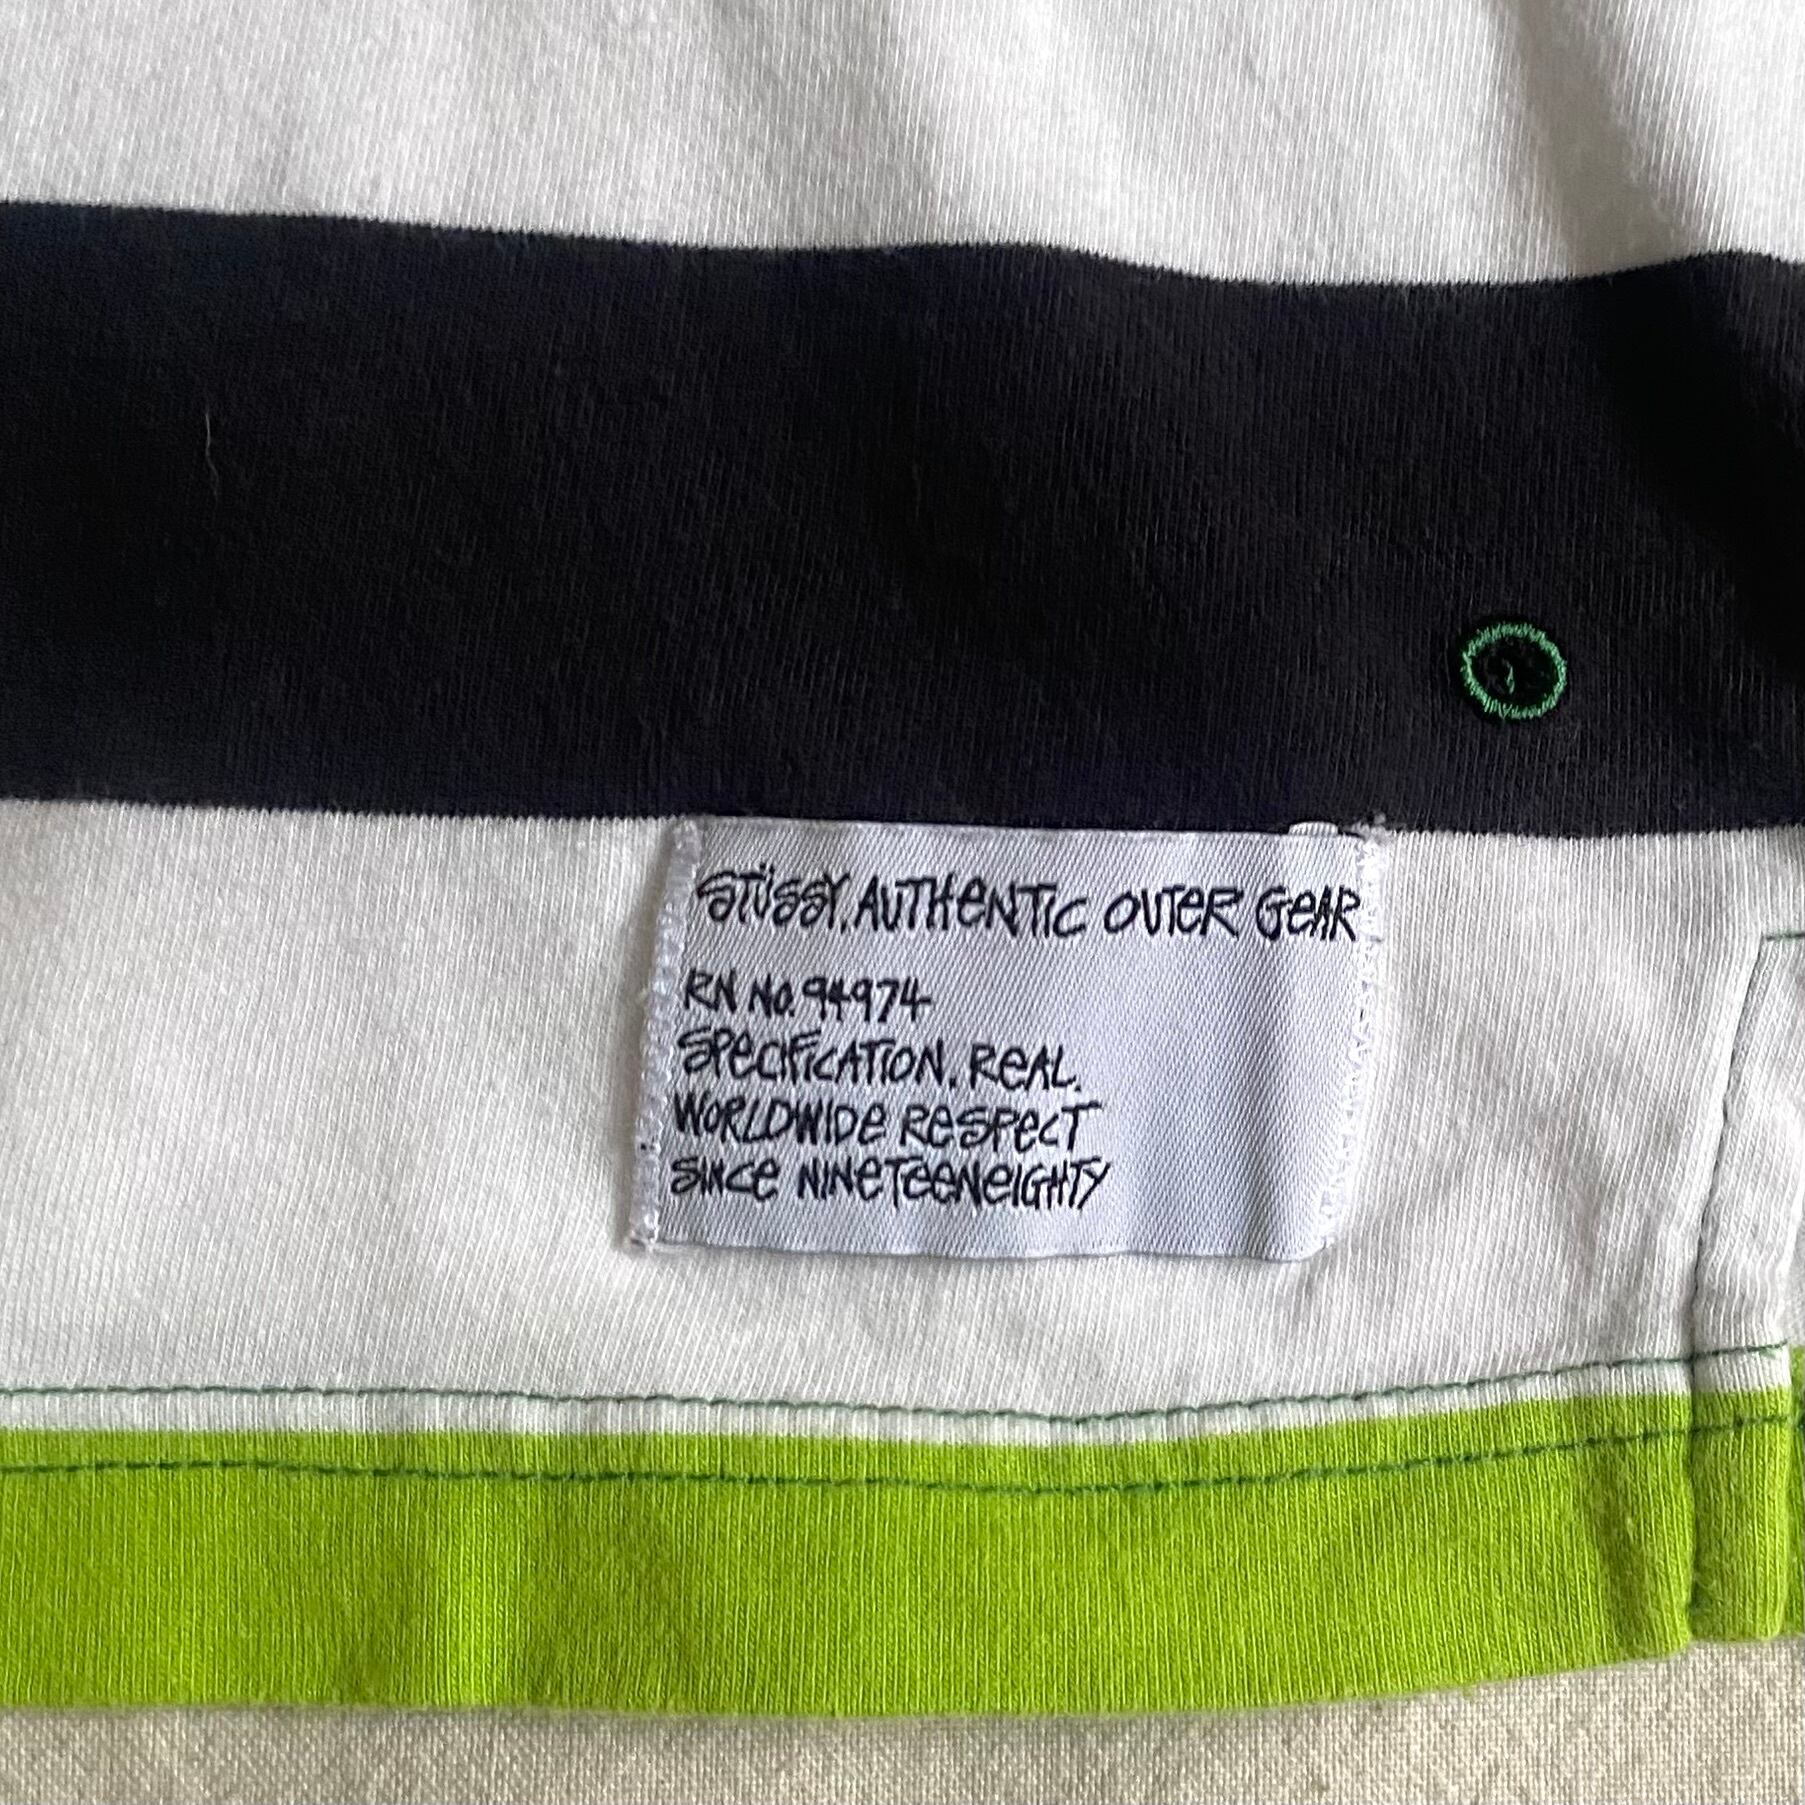 STÜSSY. AUTHeNTIC OUTeR GeAR
RN No. 94974
SPeCIFICATION. ReAL.
WORLDWIDe ReSPeCT
SINCe NINeTeeNeIGHTY